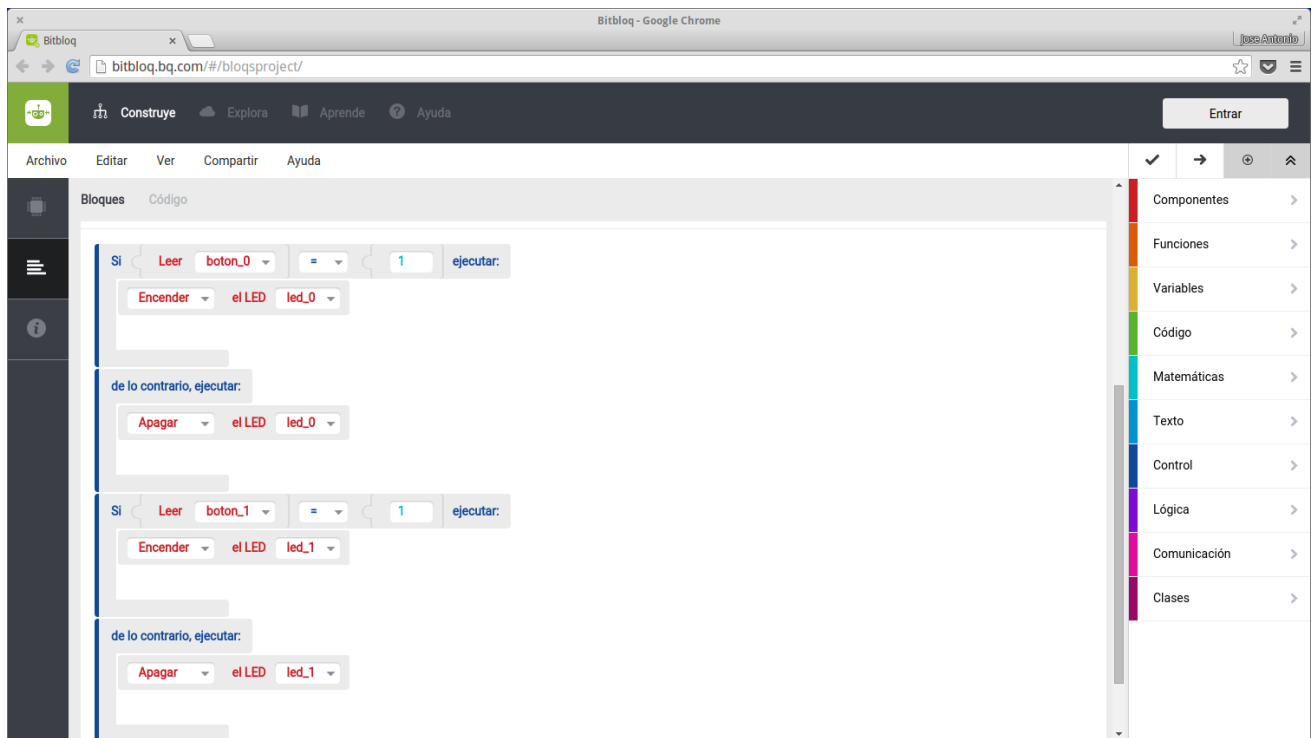 Bitbloq - Google Chrome
Bitbloq
Jose Antonio
bitbloq.bq.com/#/bloqsproject/
Construye Explora Aprende Ayuda
Entrar
Archivo Editar Ver Compartir Ayuda
Bloques Código
Si Leer boton_0 = 1 ejecutar:
Encender el LED led_0
de lo contrario, ejecutar:
Apagar el LED led_0
Si Leer boton_1 = 1 ejecutar:
Encender el LED led_1
de lo contrario, ejecutar:
Apagar el LED led_1
Componentes
Funciones
Variables
Código
Matemáticas
Texto
Control
Lógica
Comunicación
Clases